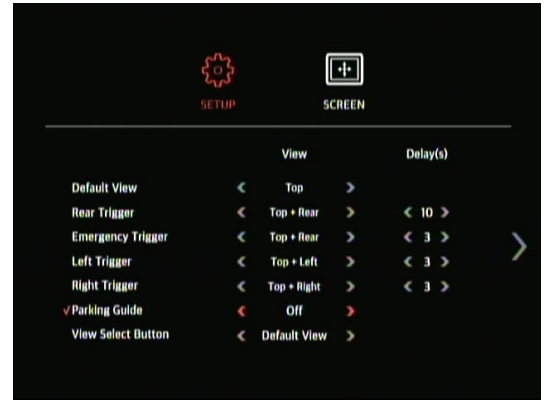 SETUP SCREEN
View Delay(s)
Default View < Top >
Rear Trigger < Top + Rear > < 10 >
Emergency Trigger < Top + Rear > < 3 >
Left Trigger < Top + Left > < 3 >
Right Trigger < Top + Right > < 3 >
√ Parking Guide < Off >
View Select Button < Default View >